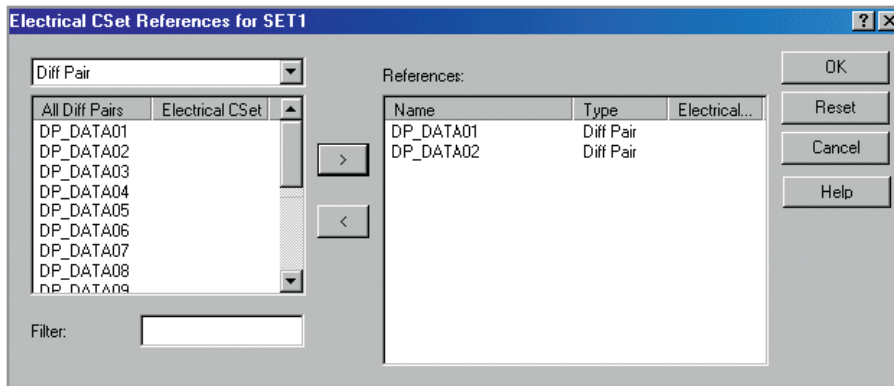 Electrical CSet References for SET1
Diff Pair
All Diff Pairs Electrical CSet
DP_DATA01
DP_DATA02
DP_DATA03
DP_DATA04
DP_DATA05
DP_DATA06
DP_DATA07
DP_DATA08
DP_DATA09
Filter:
>
<
References:
Name Type Electrical...
DP_DATA01 Diff Pair
DP_DATA02 Diff Pair
OK
Reset
Cancel
Help